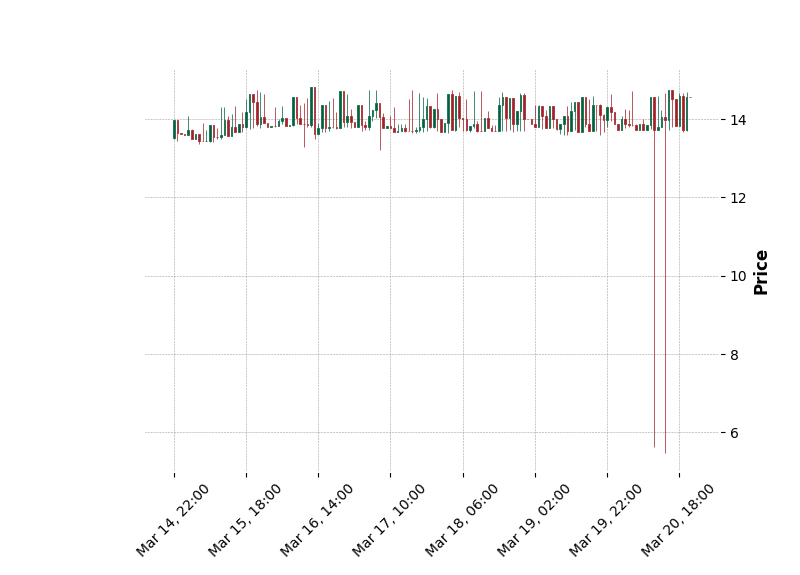 14
12
10
8
6
Price
Mar 14, 22:00
Mar 15, 18:00
Mar 16, 14:00
Mar 17, 10:00
Mar 18, 06:00
Mar 19, 02:00
Mar 19, 22:00
Mar 20, 18:00